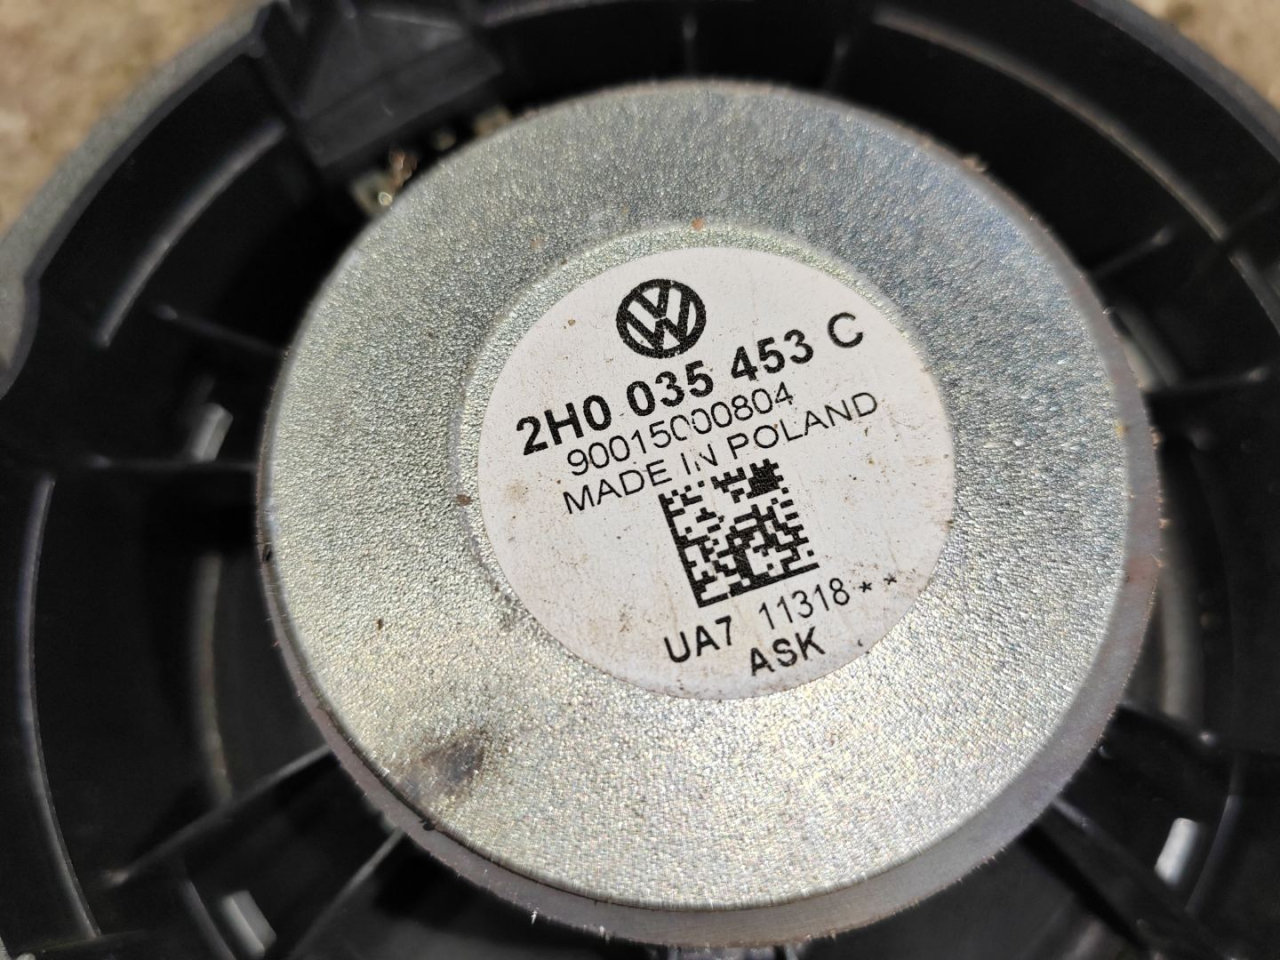 2H0 035 453 C
90015000804
MADE IN POLAND
UA7 11318**
ASK